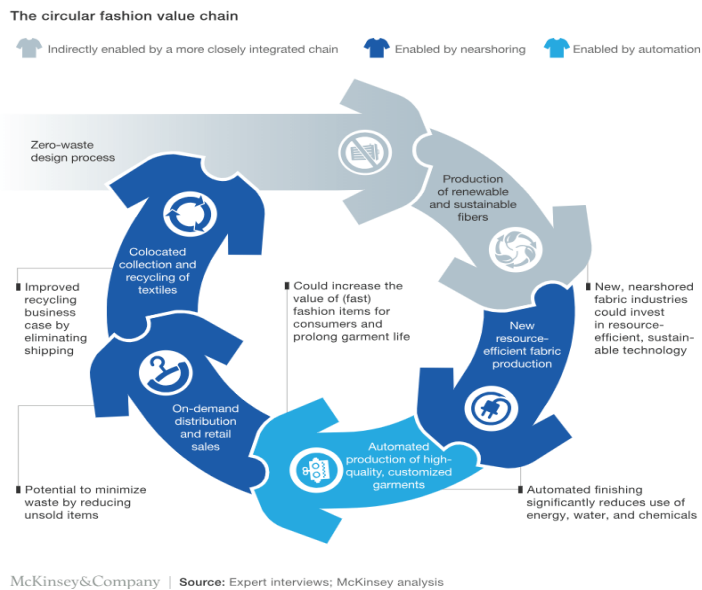 The circular fashion value chain
Indirectly enabled by a more closely integrated chain
Enabled by nearshoring
Enabled by automation
Zero-waste
design process
Production
of renewable
and sustainable
fibers
New, nearshored
fabric industries
could invest
in resource-
efficient, sustain-
able technology
New
resource-
efficient fabric
production
Automated finishing
significantly reduces use of
energy, water, and chemicals
Automated
production of high-
quality, customized
garments
Could increase the
value of (fast)
fashion items for
consumers and
prolong garment life
On-demand
distribution
and retail
sales
Potential to minimize
waste by reducing
unsold items
Colocated
collection and
recycling of
textiles
Improved
recycling
business
case by
eliminating
shipping
McKinsey&Company | Source: Expert interviews; McKinsey analysis